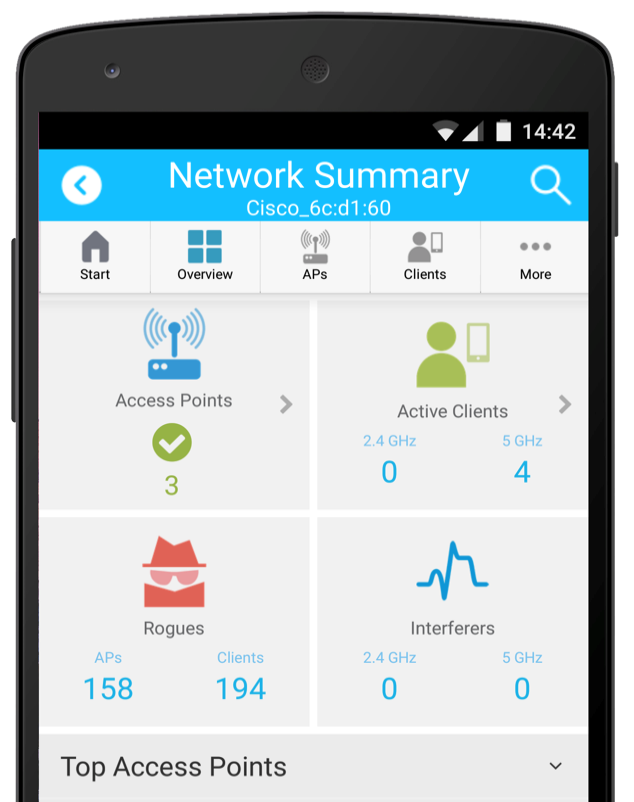 14:42
Network Summary
Cisco_6c:d1:60
Start Overview APs Clients More
Access Points
3
Active Clients
2.4 GHz 5 GHz
0 4
Rogues
APs Clients
158 194
Interferers
2.4 GHz 5 GHz
0 0
Top Access Points